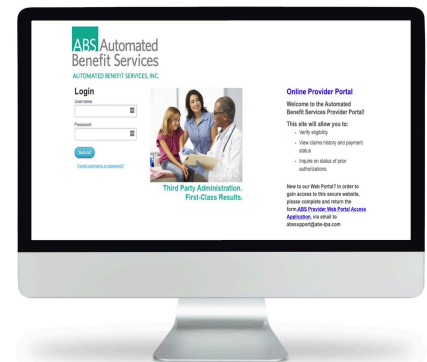 ABS Automated
Benefit Services
AUTOMATED BENEFIT SERVICES, INC.
Login
Username
Password
Submit
Forgot username or password?
Third Party Administration.
First-Class Results.
Online Provider Portal
Welcome to the Automated
Benefit Services Provider Portal!
This site will allow you to:
• Verify eligibility
• View claims history and payment
status
• Inquire on status of prior
authorizations
New to our Web Portal? In order to
gain access to this secure website,
please complete and return the
form, ABS Provider Web Portal Access
Application, via email to
abssupport@abs-tpa.com